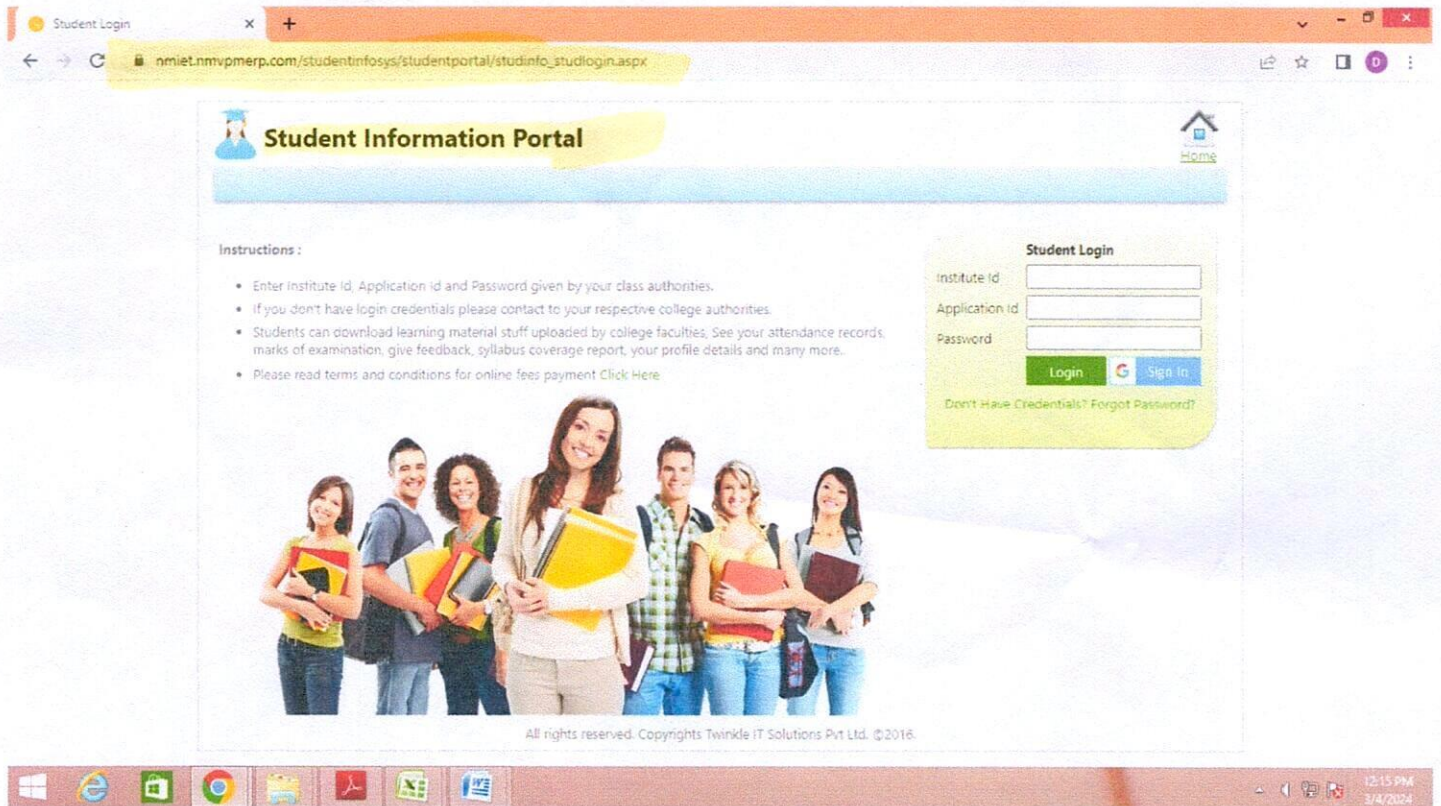 Student Login
nmiet.nmvpmerp.com/studentinfosys/studentportal/studinfo_studlogin.aspx
D
Student Information Portal
Home
Instructions :
Enter Institute Id, Application Id and Password given by your class authorities.
If you don't have login credentials please contact to your respective college authorities.
Students can download learning material stuff uploaded by college faculties, See your attendance records,
marks of examination, give feedback, syllabus coverage report, your profile details and many more..
Please read terms and conditions for online fees payment Click Here
Student Login
Institute Id
Application Id
Password
Login G Sign In
Don't Have Credentials? Forgot Password?
All rights reserved. Copyrights Twinkle IT Solutions Pvt Ltd. ©2016.
12:15 PM
3/4/2024